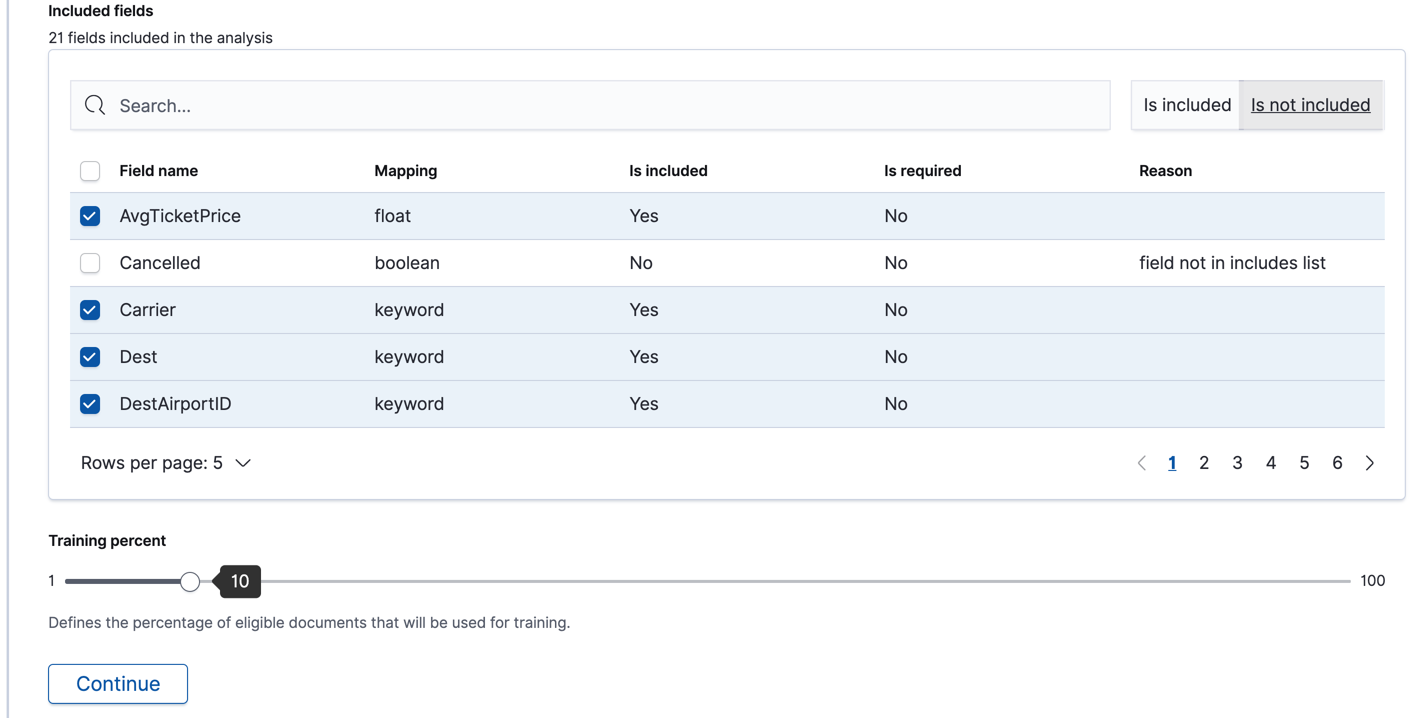 Included fields
21 fields included in the analysis
Search...
Is included Is not included
Field name Mapping Is included Is required Reason
AvgTicketPrice float Yes No
Cancelled boolean No No field not in includes list
Carrier keyword Yes No
Dest keyword Yes No
DestAirportID keyword Yes No
Rows per page: 5 1 2 3 4 5 6
Training percent
1 10 100
Defines the percentage of eligible documents that will be used for training.
Continue